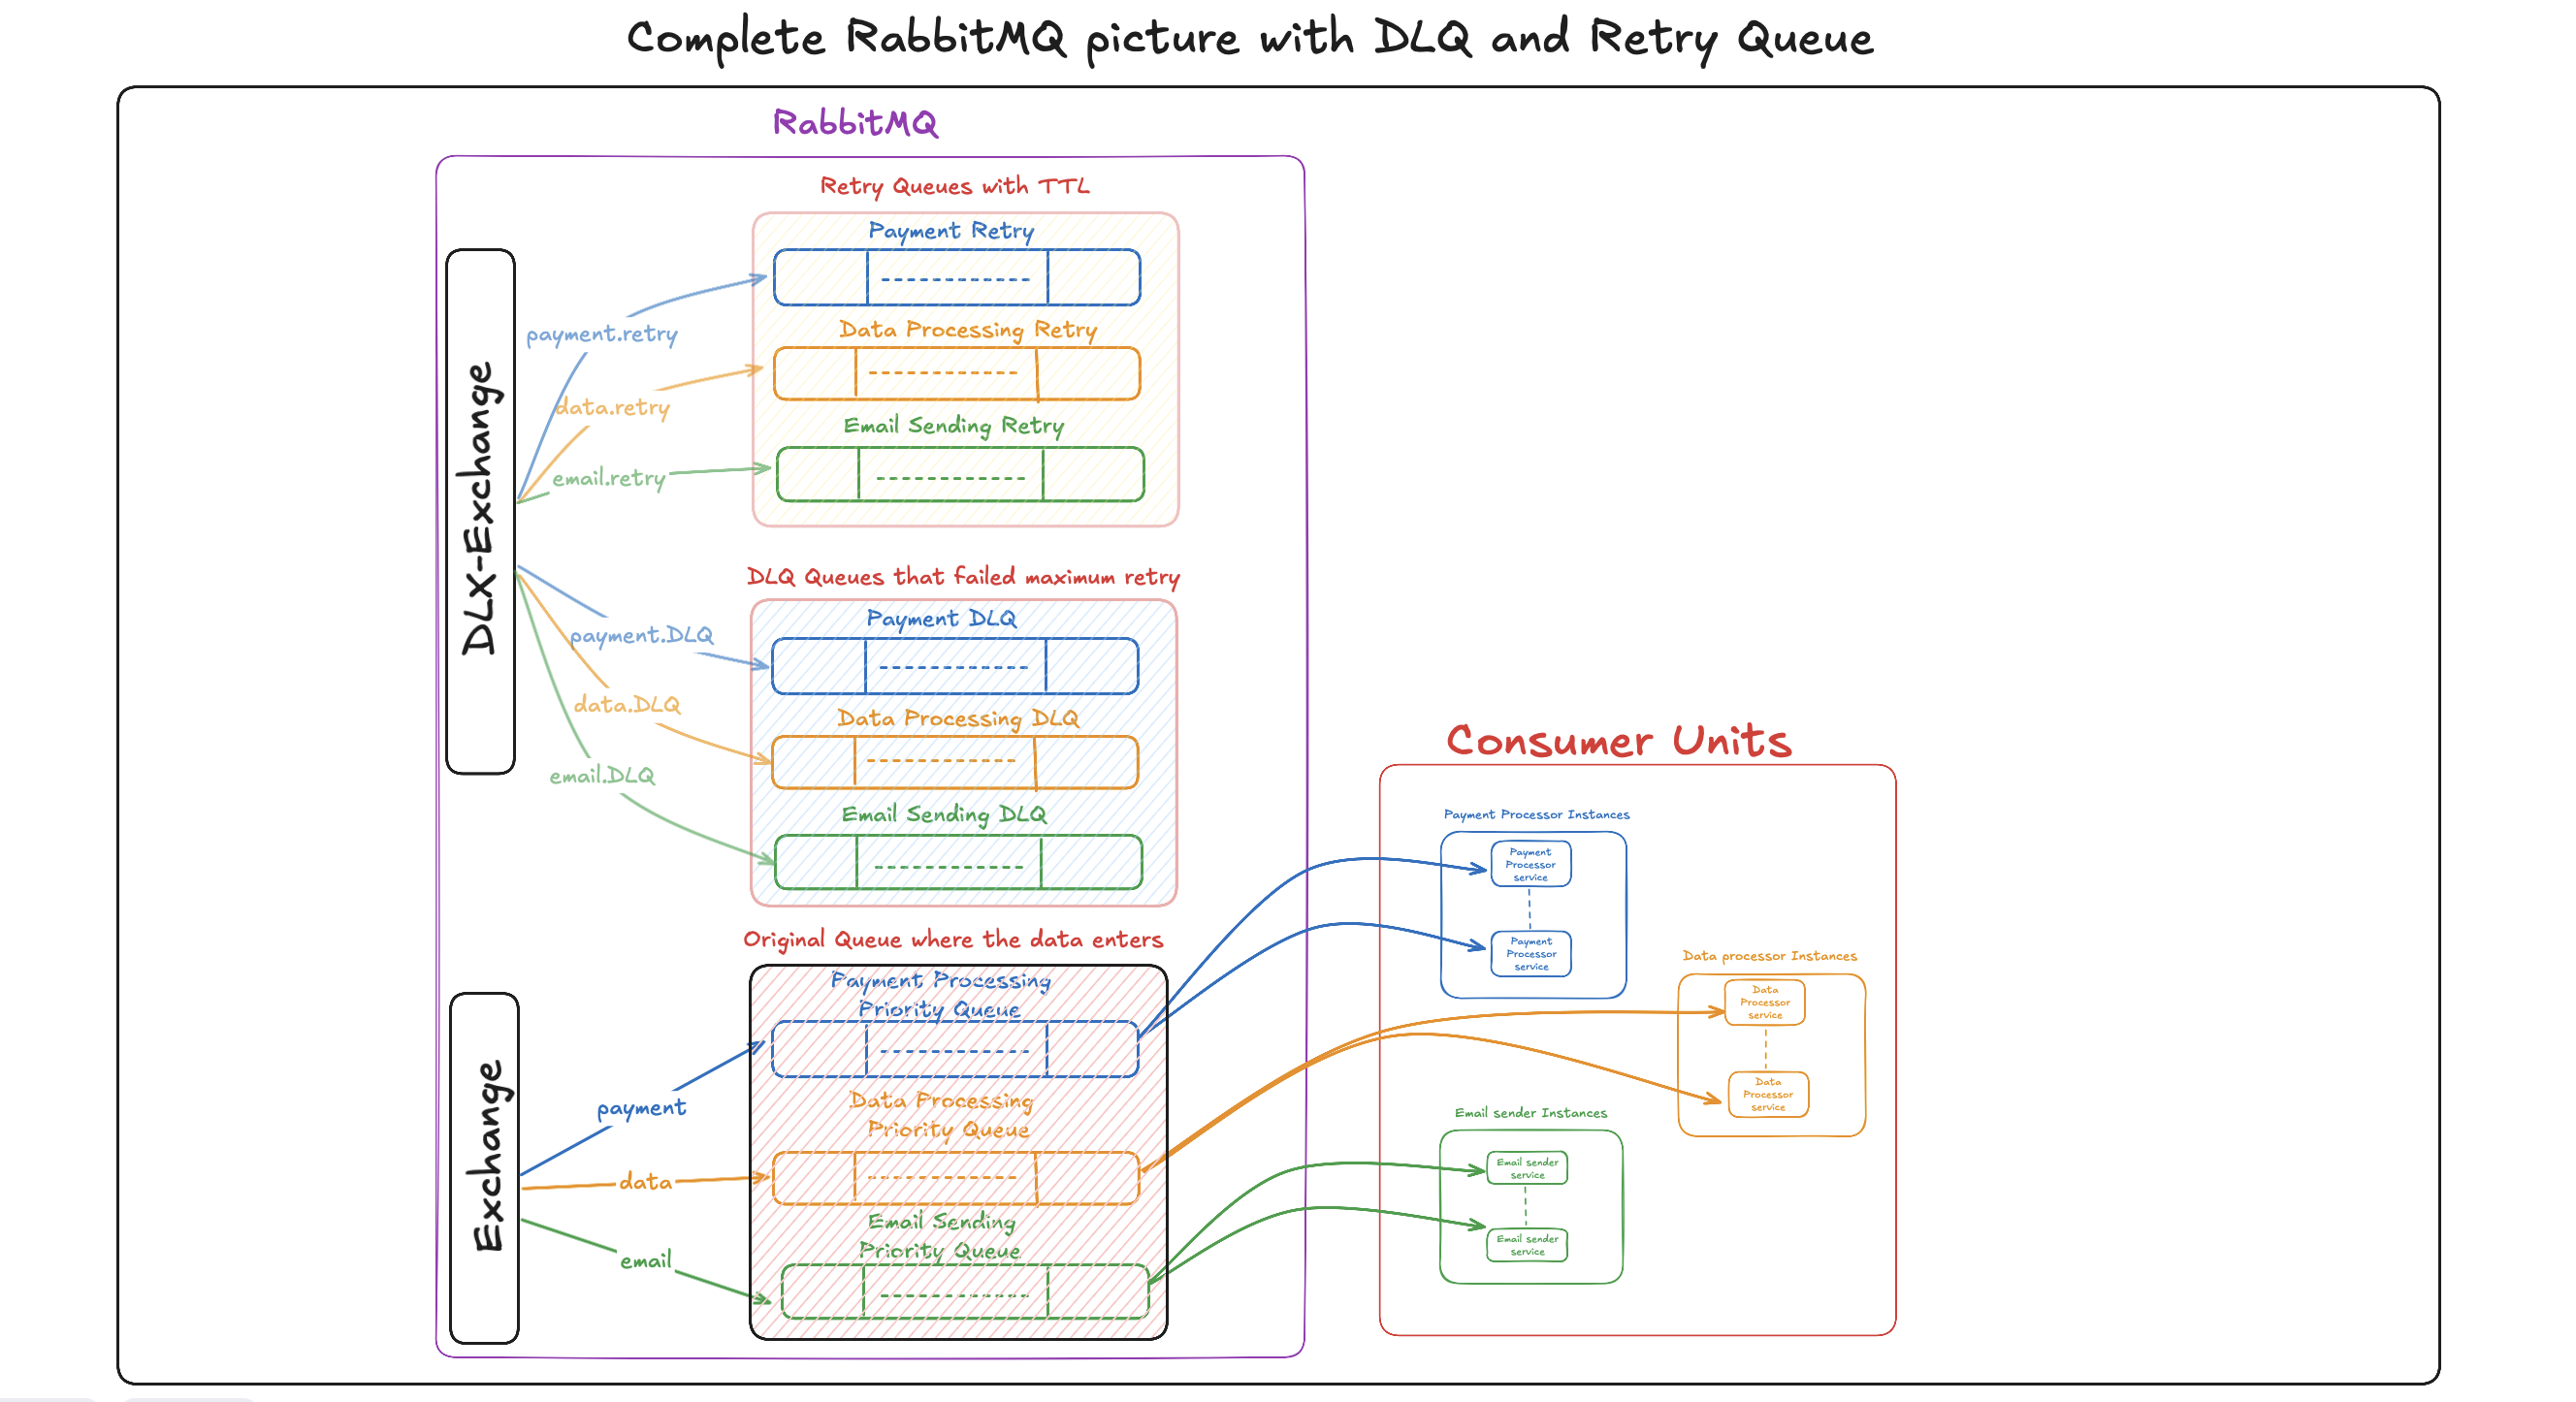 Complete RabbitMQ picture with DLQ and Retry Queue
RabbitMQ
Retry Queues with TTL
Payment Retry
payment.retry
Data Processing Retry
data.retry
Email Sending Retry
email.retry
DLX-Exchange
DLQ Queues that failed maximum retry
Payment DLQ
payment.DLQ
Data Processing DLQ
data.DLQ
Email Sending DLQ
email.DLQ
Original Queue where the data enters
Payment Processing
Priority Queue
payment
Data Processing
Priority Queue
data
Email Sending
Priority Queue
email
Exchange
Consumer Units
Payment Processor Instances
Payment
Processor
service
Payment
Processor
service
Data processor Instances
Data
Processor
service
Data
Processor
service
Email sender Instances
Email sender
service
Email sender
service